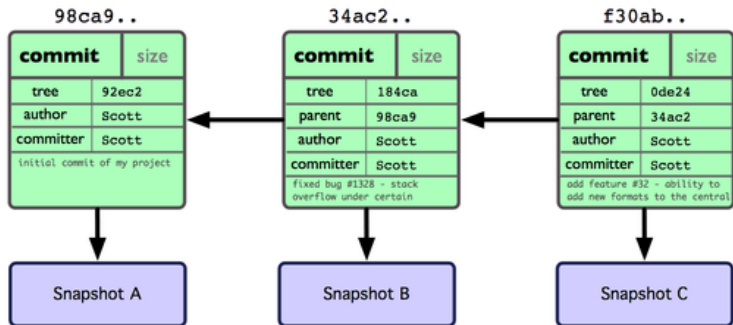 98ca9..
commit size
tree 92ec2
author Scott
committer Scott
initial commit of my project
Snapshot A
34ac2..
commit size
tree 184ca
parent 98ca9
author Scott
committer Scott
fixed bug #1328 - stack
overflow under certain
Snapshot B
f30ab..
commit size
tree 0de24
parent 34ac2
author Scott
committer Scott
add feature #32 - ability to
add new formats to the central
Snapshot C